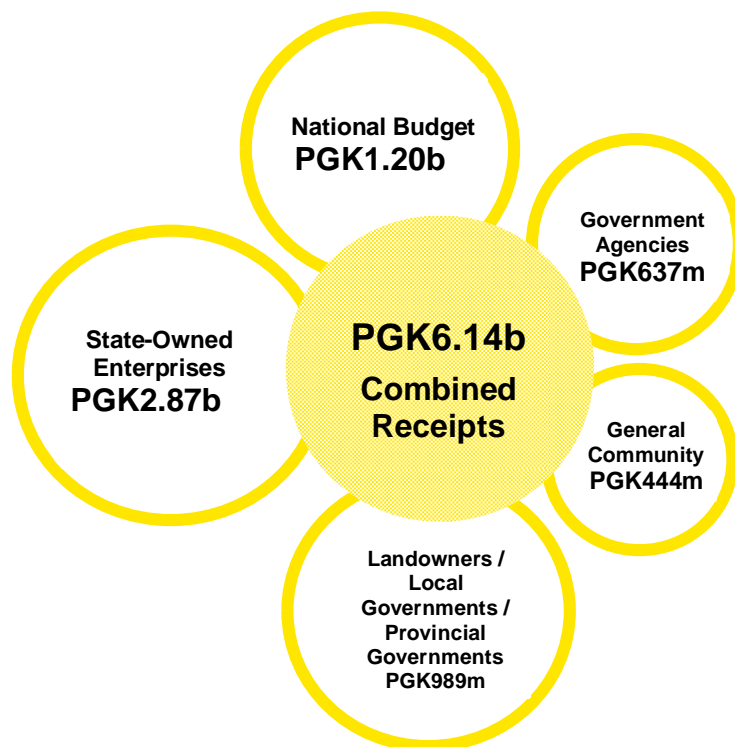 National Budget
PGK1.20b
Government
Agencies
PGK637m
State-Owned
Enterprises
PGK2.87b
PGK6.14b
Combined
Receipts
General
Community
PGK444m
Landowners /
Local
Governments /
Provincial
Governments
PGK989m